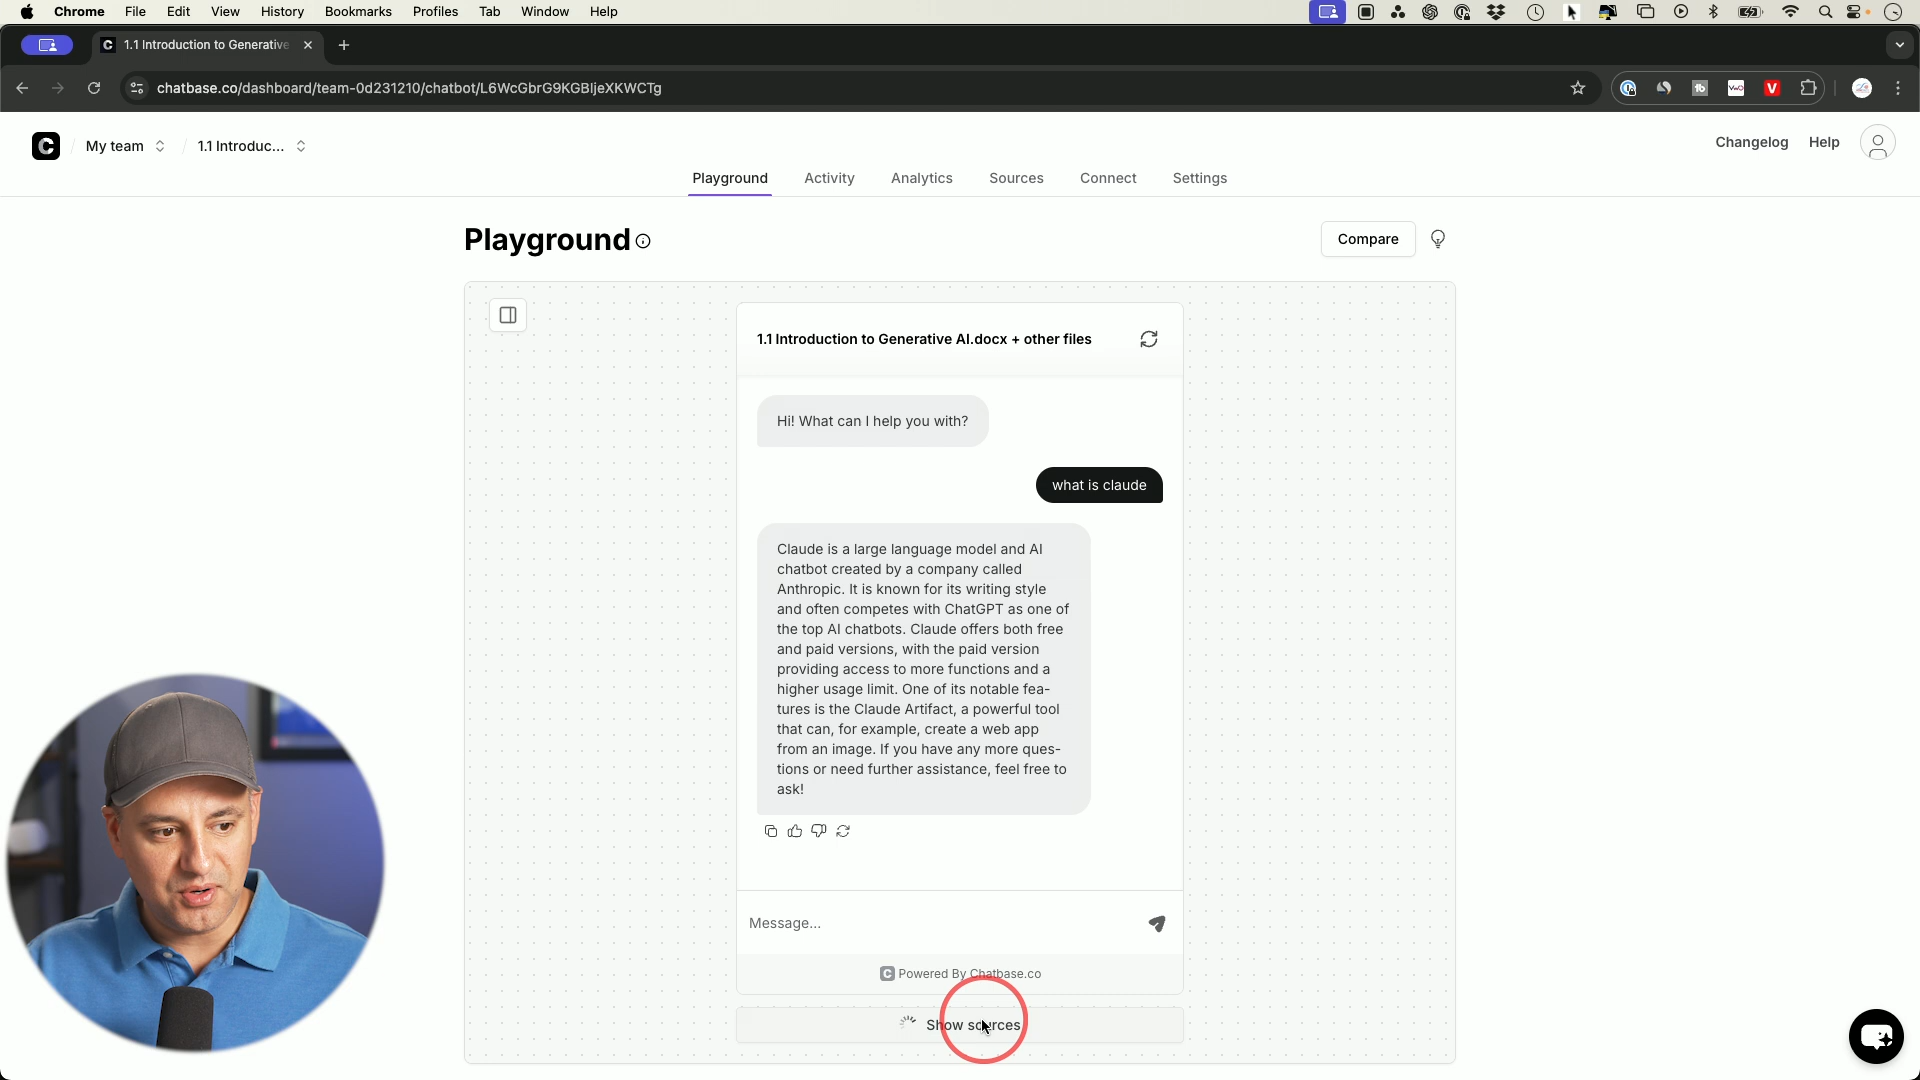 Chrome File Edit View History Bookmarks Profiles Tab Window Help
1.1 Introduction to Generative
chatbase.co/dashboard/team-0d231210/chatbot/L6WcGbrG9KGBIjeXKWCTg
C My team 1.1 Introduc... Changelog Help
Playground Activity Analytics Sources Connect Settings
Playground
Compare
1.1 Introduction to Generative AI.docx + other files
Hi! What can I help you with?
what is claude
Claude is a large language model and AI
chatbot created by a company called
Anthropic. It is known for its writing style
and often competes with ChatGPT as one of
the top AI chatbots. Claude offers both free
and paid versions, with the paid version
providing access to more functions and a
higher usage limit. One of its notable fea-
tures is the Claude Artifact, a powerful tool
that can, for example, create a web app
from an image. If you have any more ques-
tions or need further assistance, feel free to
ask!
Message...
Powered By Chatbase.co
Show sources